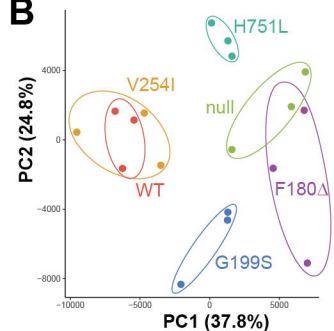 B
H751L
V254I
null
WT
F180Δ
G199S
PC2 (24.8%)
4000
0
−4000
−8000
−10000 −5000 0 5000
PC1 (37.8%)